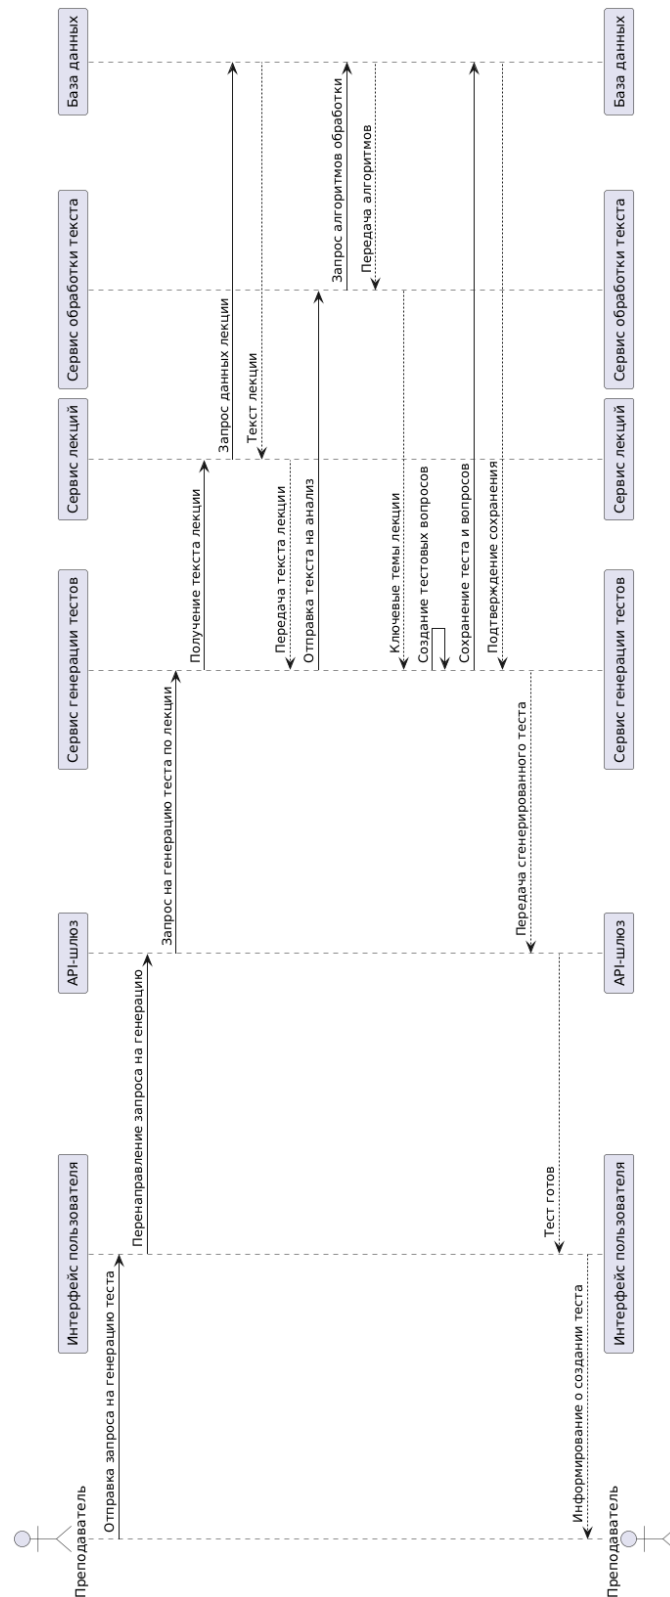 Преподаватель
Интерфейс пользователя
API-шлюз
Сервис генерации тестов
Сервис лекций
Сервис обработки текста
База данных
Отправка запроса на генерацию теста
Перенаправление запроса на генерацию
Запрос на генерацию теста по лекции
Получение текста лекции
Запрос данных лекции
Текст лекции
Передача текста лекции
Отправка текста на анализ
Запрос алгоритмов обработки
Передача алгоритмов
Ключевые темы лекции
Создание тестовых вопросов
Сохранение теста и вопросов
Подтверждение сохранения
Передача сгенерированного теста
Тест готов
Информирование о создании теста
Преподаватель
Интерфейс пользователя
API-шлюз
Сервис генерации тестов
Сервис лекций
Сервис обработки текста
База данных